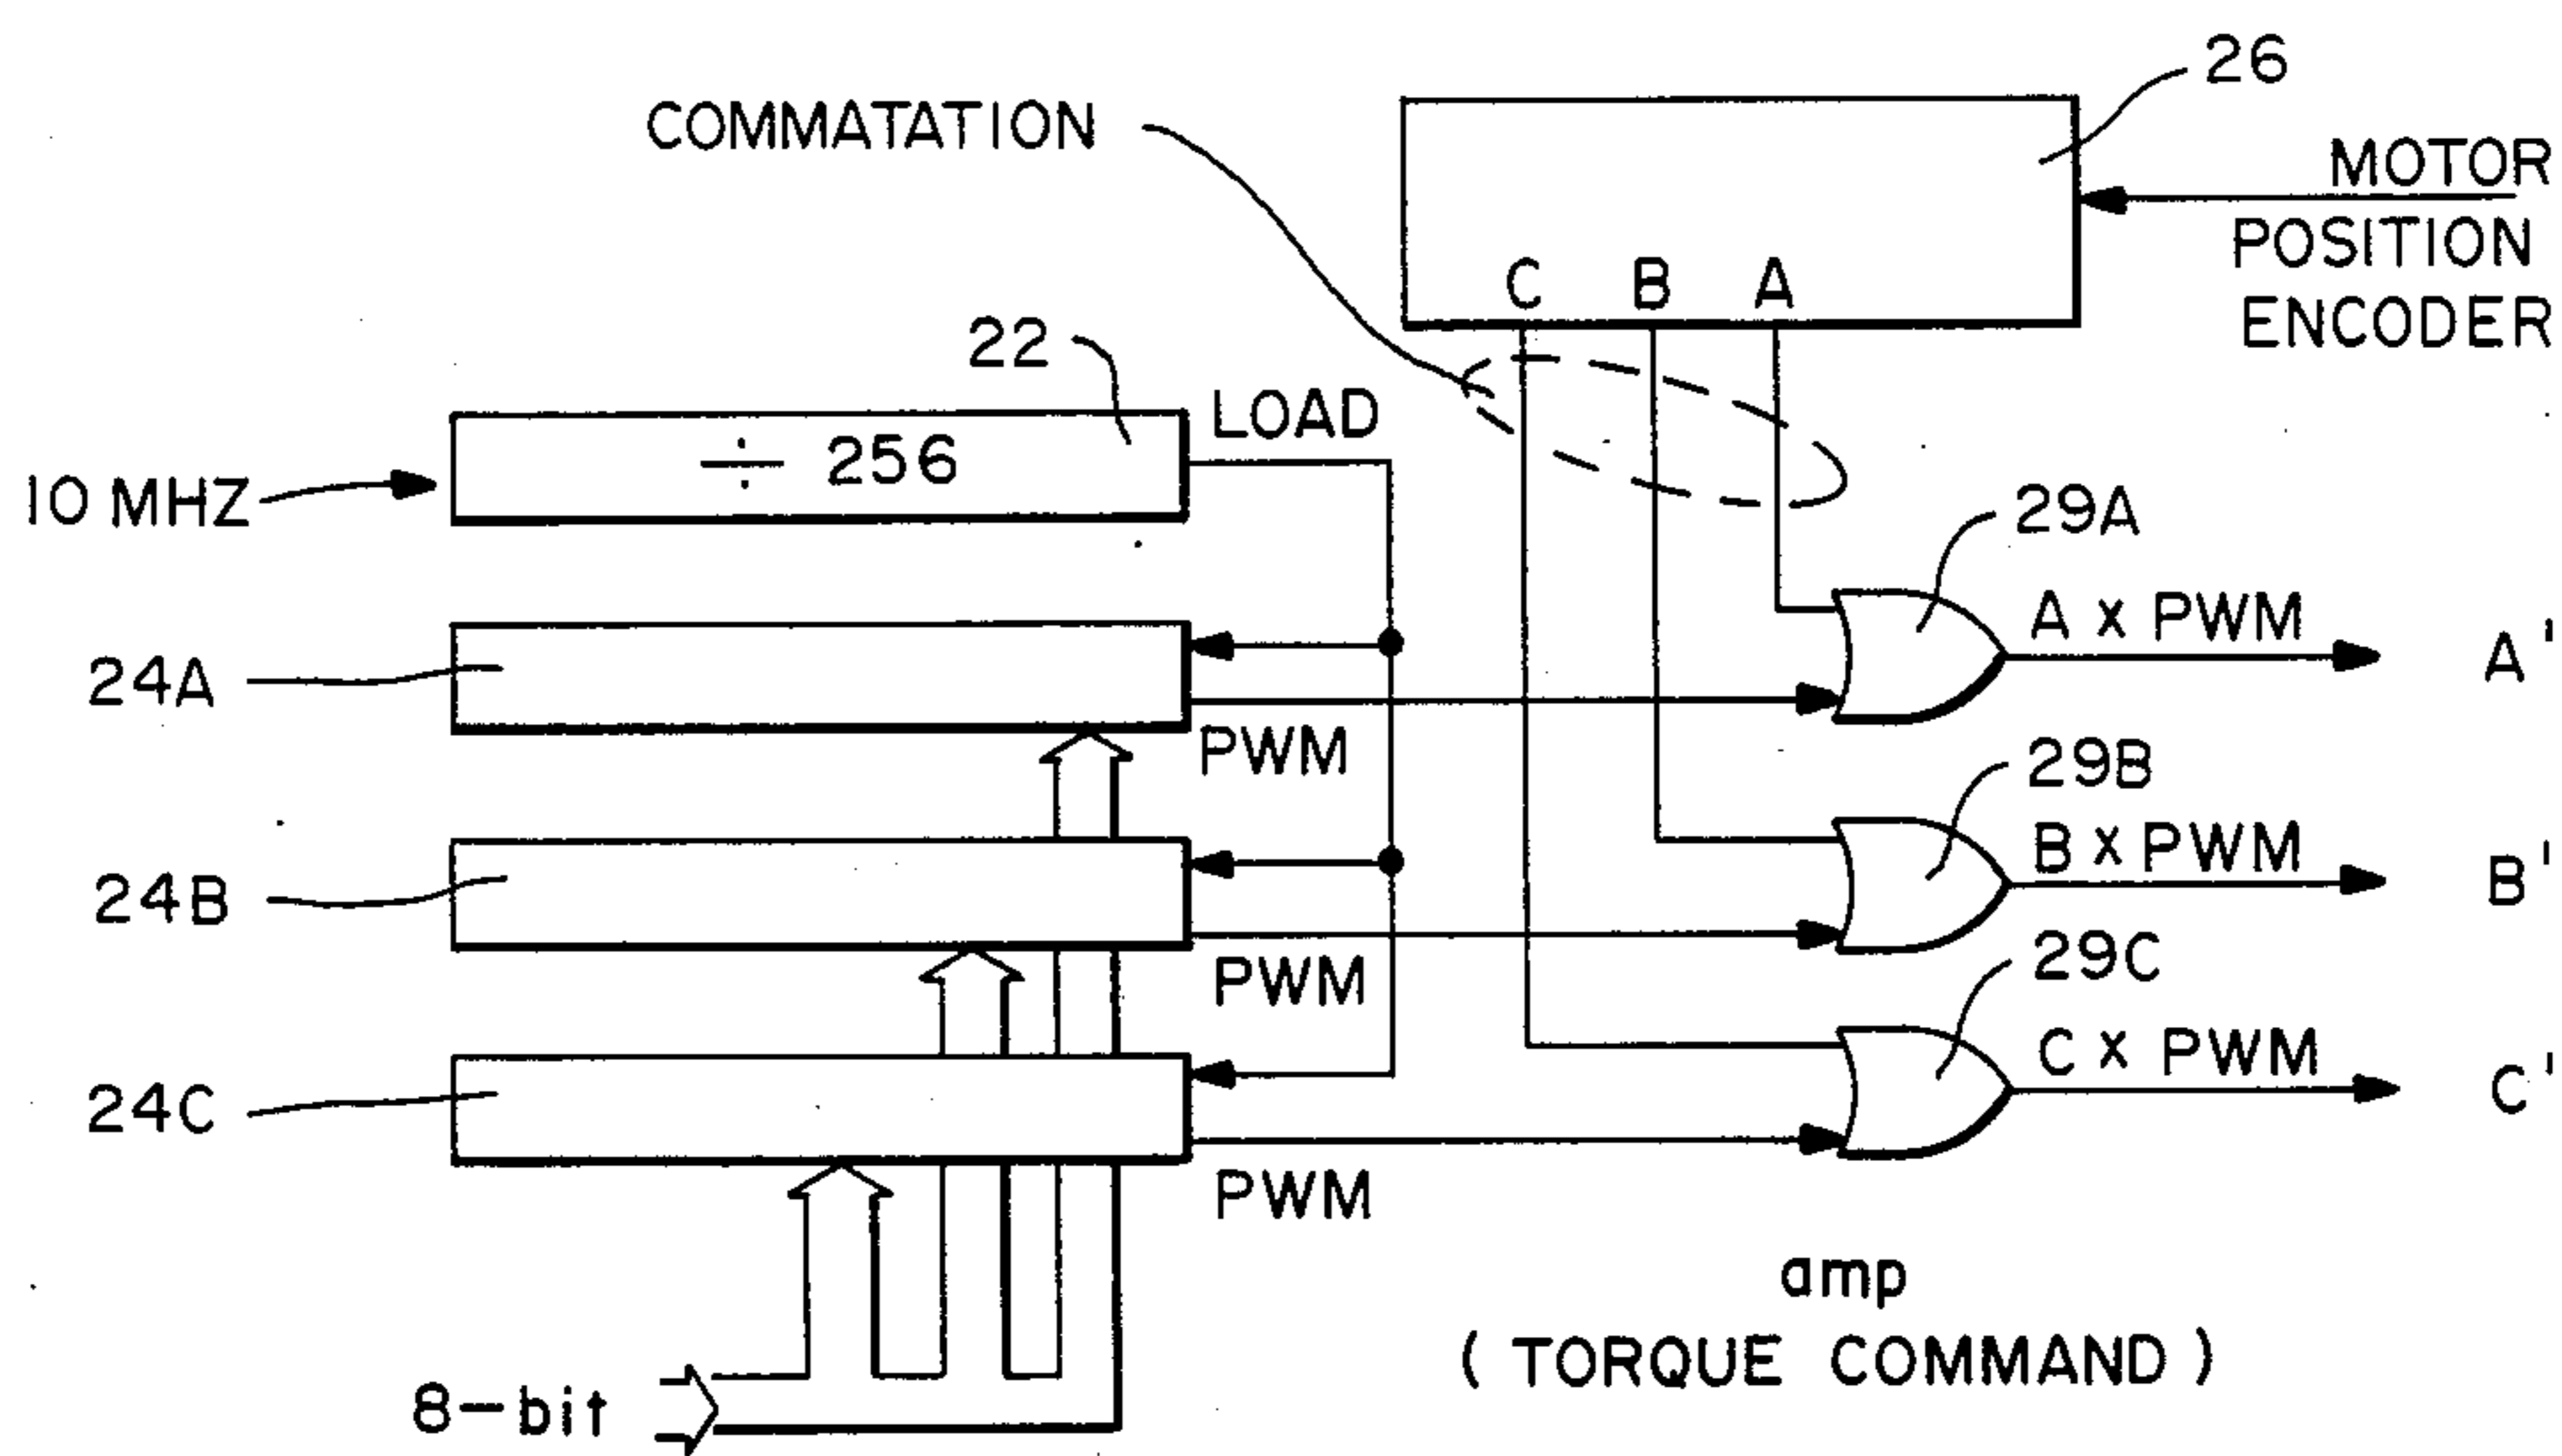 26
COMMATATION
MOTOR
POSITION
ENCODER
C B A
22
LOAD
÷ 256
10 MHZ
29A
A x PWM
A'
24A
PWM
29B
B x PWM
B'
24B
PWM
29C
C x PWM
C'
24C
PWM
amp
( TORQUE COMMAND )
8-bit